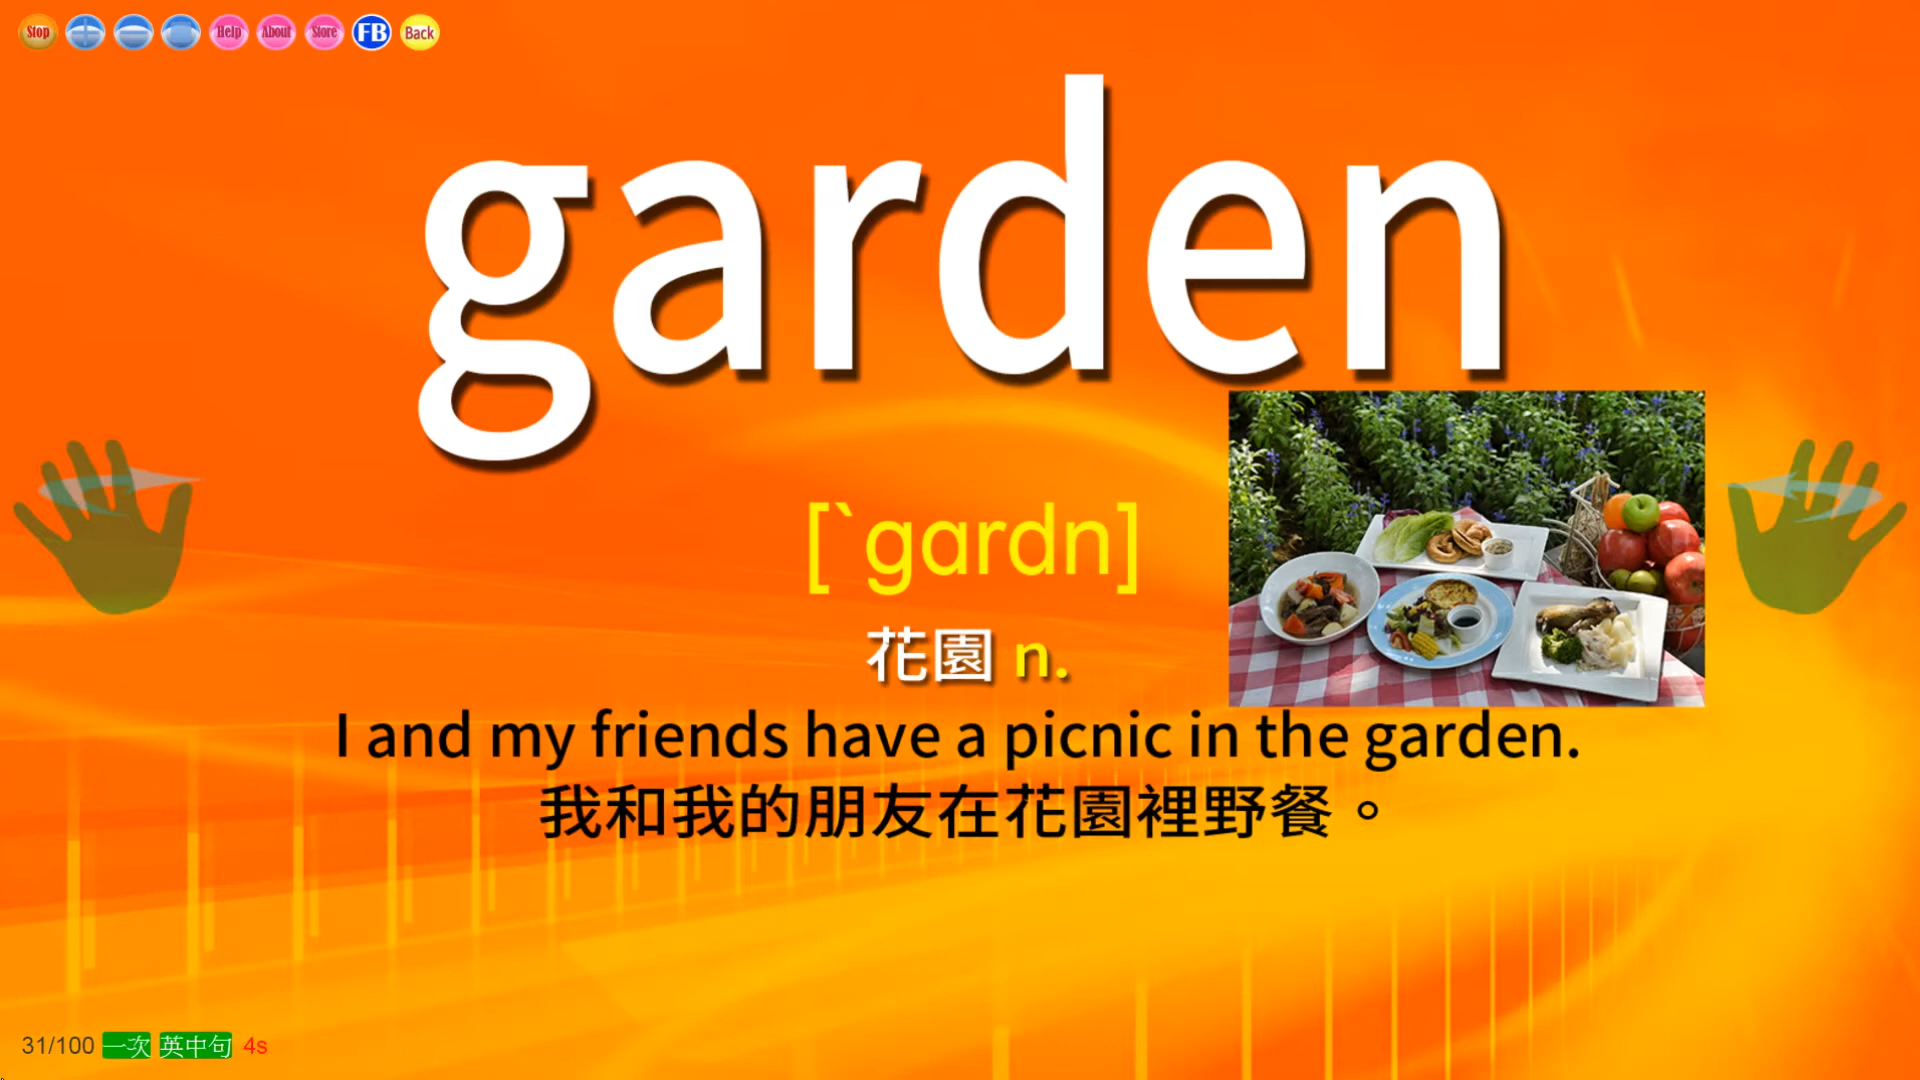 Stop Help About Store FB Back
garden
[`gardn]
花園 n.
I and my friends have a picnic in the garden.
我和我的朋友在花園裡野餐。
31/100 一次 英中句 4s